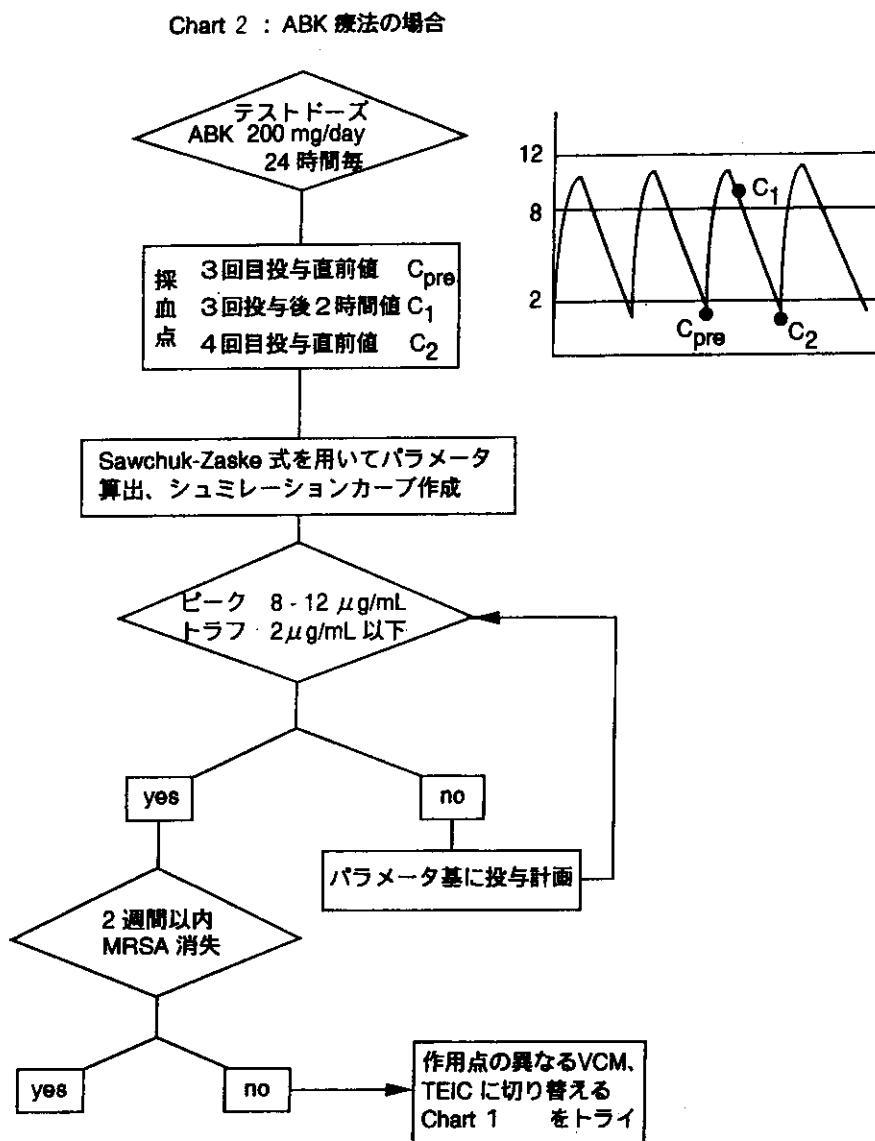 Chart 2 : ABK 療法の場合
テストドーズ
ABK 200 mg/day
24 時間毎
12
8
2
C1
Cpre
C2
採血点
3回目投与直前値 Cpre
3回投与後2時間値 C1
4回目投与直前値 C2
Sawchuk-Zaske 式を用いてパラメータ
算出、シュミレーションカーブ作成
ピーク 8 - 12 μg/mL
トラフ 2μg/mL 以下
yes
no
パラメータ基に投与計画
2 週間以内
MRSA 消失
yes
no
作用点の異なるVCM、
TEIC に切り替える
Chart 1 をトライ